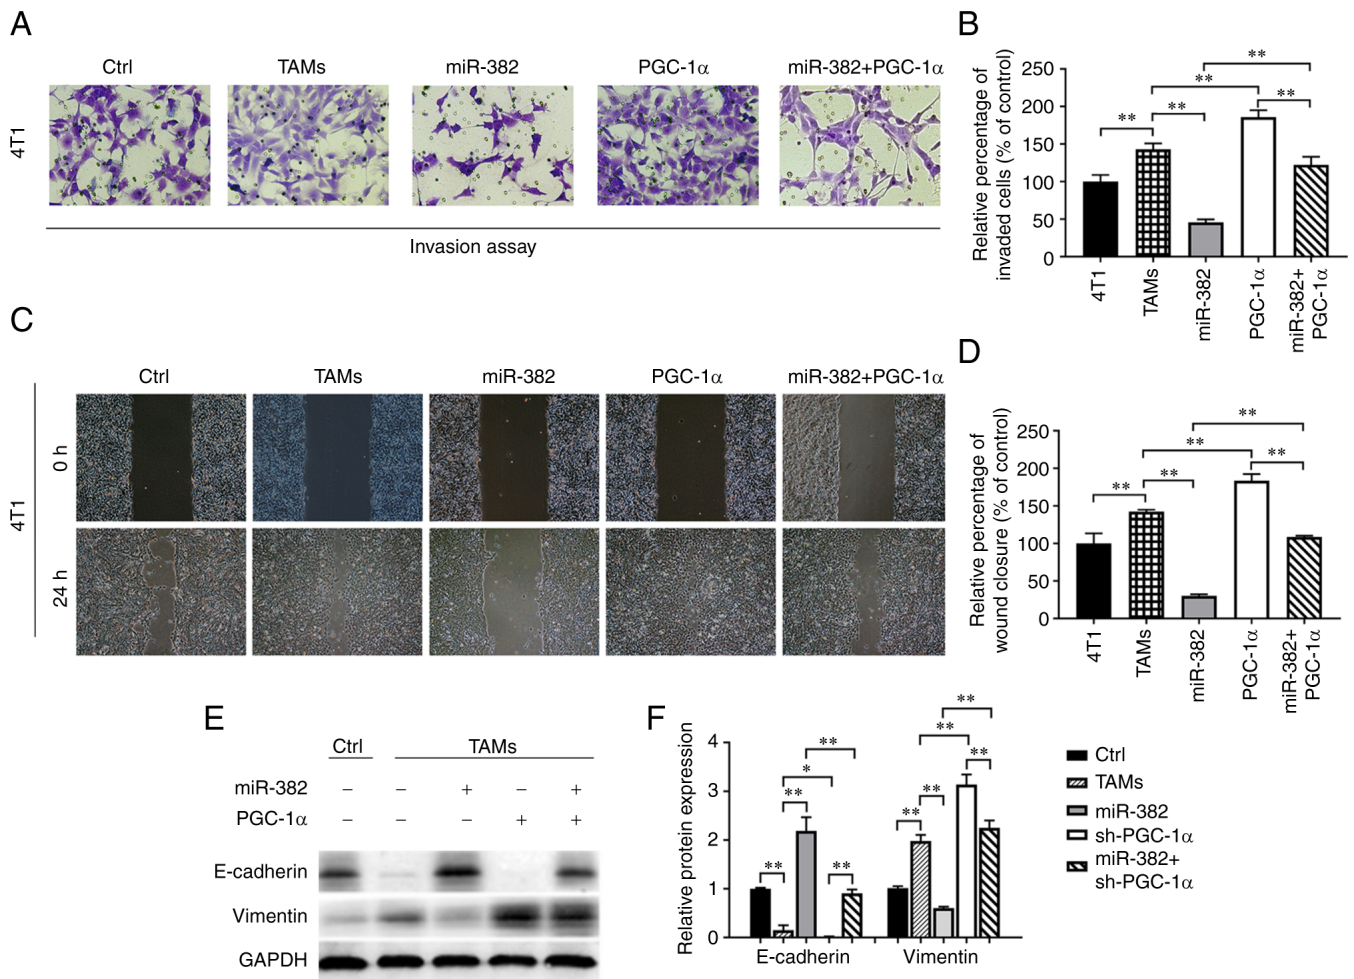 A
Ctrl TAMs miR-382 PGC-1α miR-382+PGC-1α
4T1
Invasion assay
B
Relative percentage of
invaded cells (% of control)
250
200
150
100
50
0
** ** ** ** **
4T1 TAMs miR-382 PGC-1α miR-382+
PGC-1α
C
Ctrl TAMs miR-382 PGC-1α miR-382+PGC-1α
4T1
0 h
24 h
D
Relative percentage of
wound closure (% of control)
250
200
150
100
50
0
** ** ** ** **
4T1 TAMs miR-382 PGC-1α miR-382+
PGC-1α
E
Ctrl TAMs
miR-382 − − + − +
PGC-1α − − − + +
E-cadherin
Vimentin
GAPDH
F
Relative protein expression
4
3
2
1
0
** ** * ** **
** ** ** ** **
E-cadherin Vimentin
Ctrl
TAMs
miR-382
sh-PGC-1α
miR-382+
sh-PGC-1α